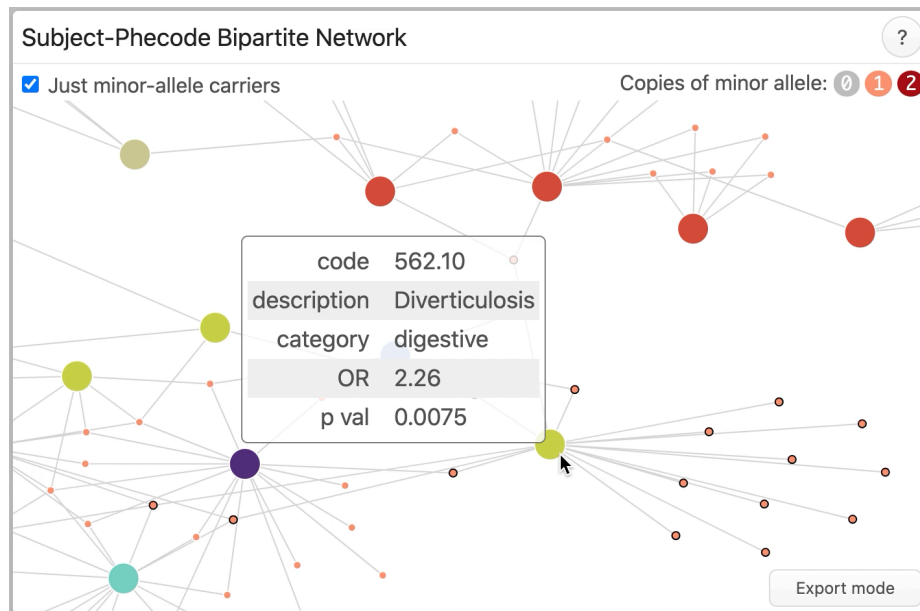 Subject-Phecode Bipartite Network
?
Just minor-allele carriers
Copies of minor allele: 0 1 2
code 562.10
description Diverticulosis
category digestive
OR 2.26
p val 0.0075
Export mode